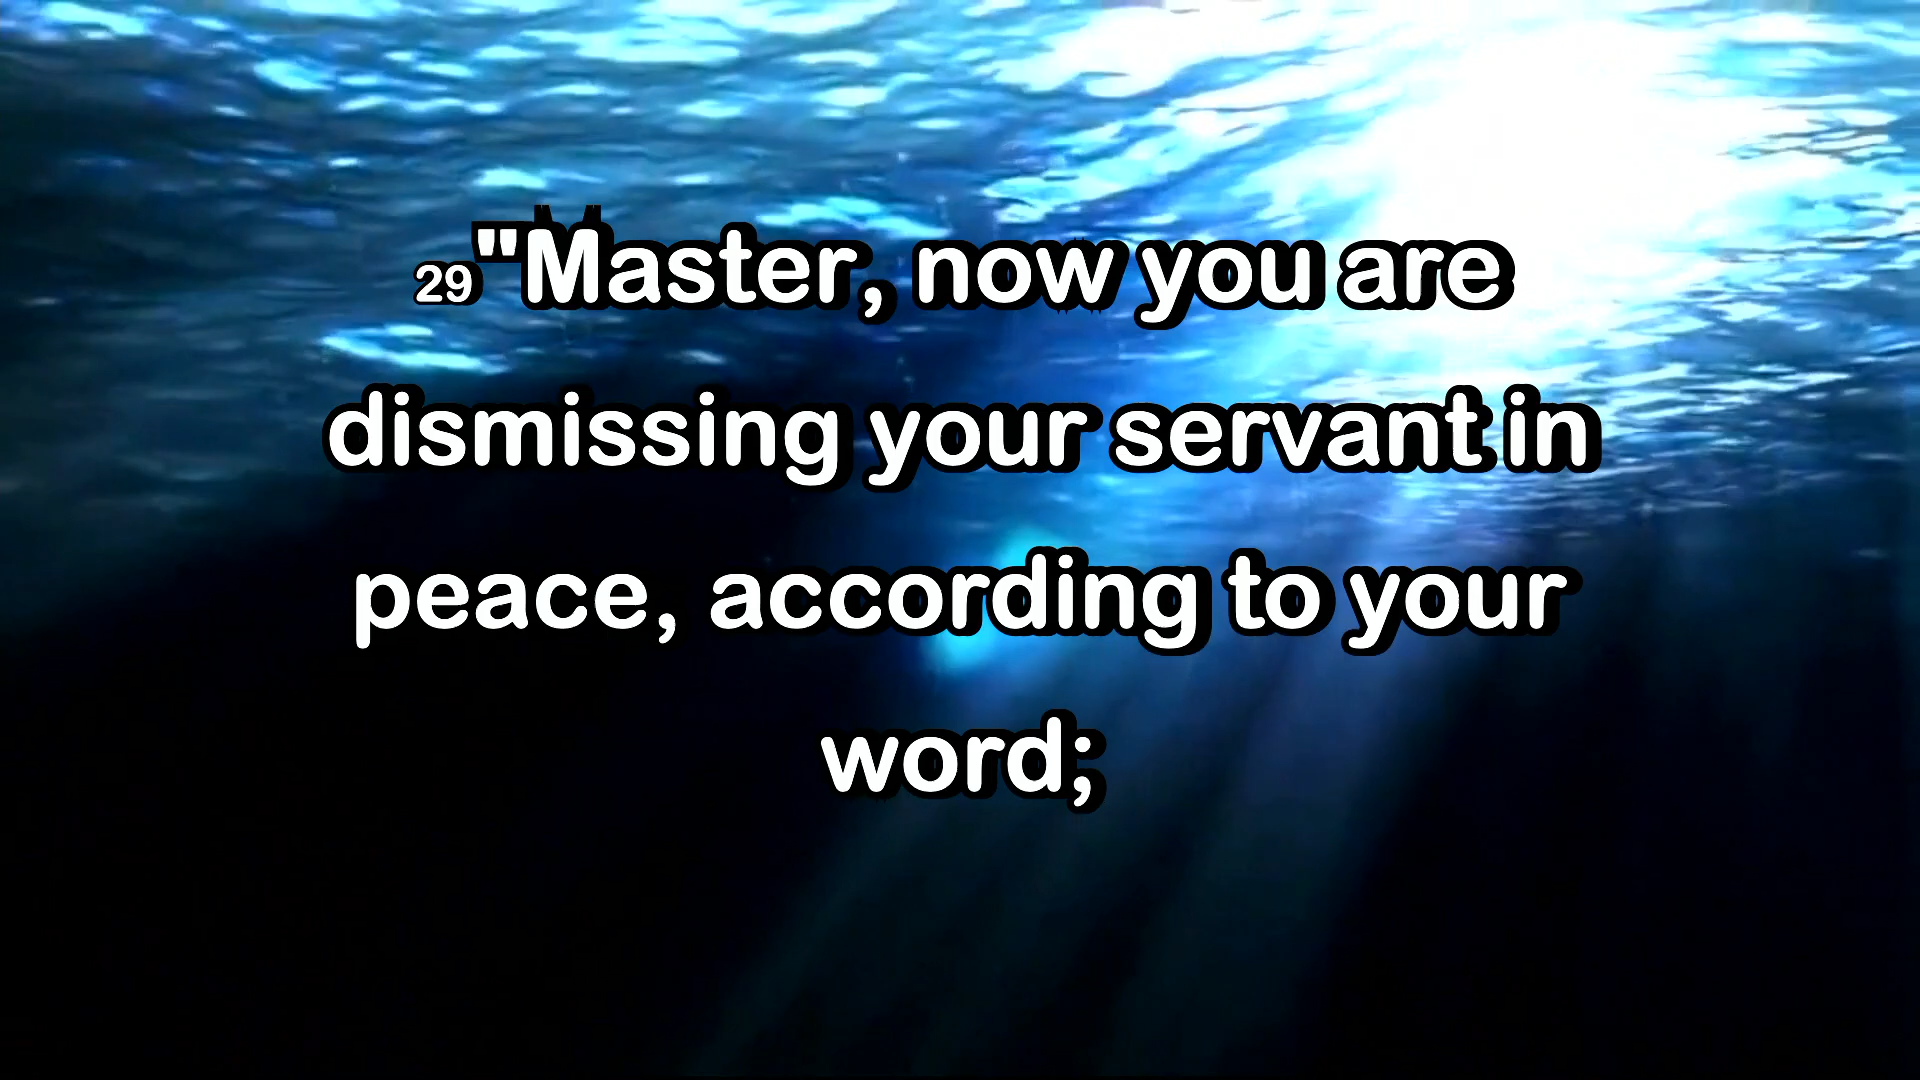 29"Master, now you are
dismissing your servant in
peace, according to your
word;